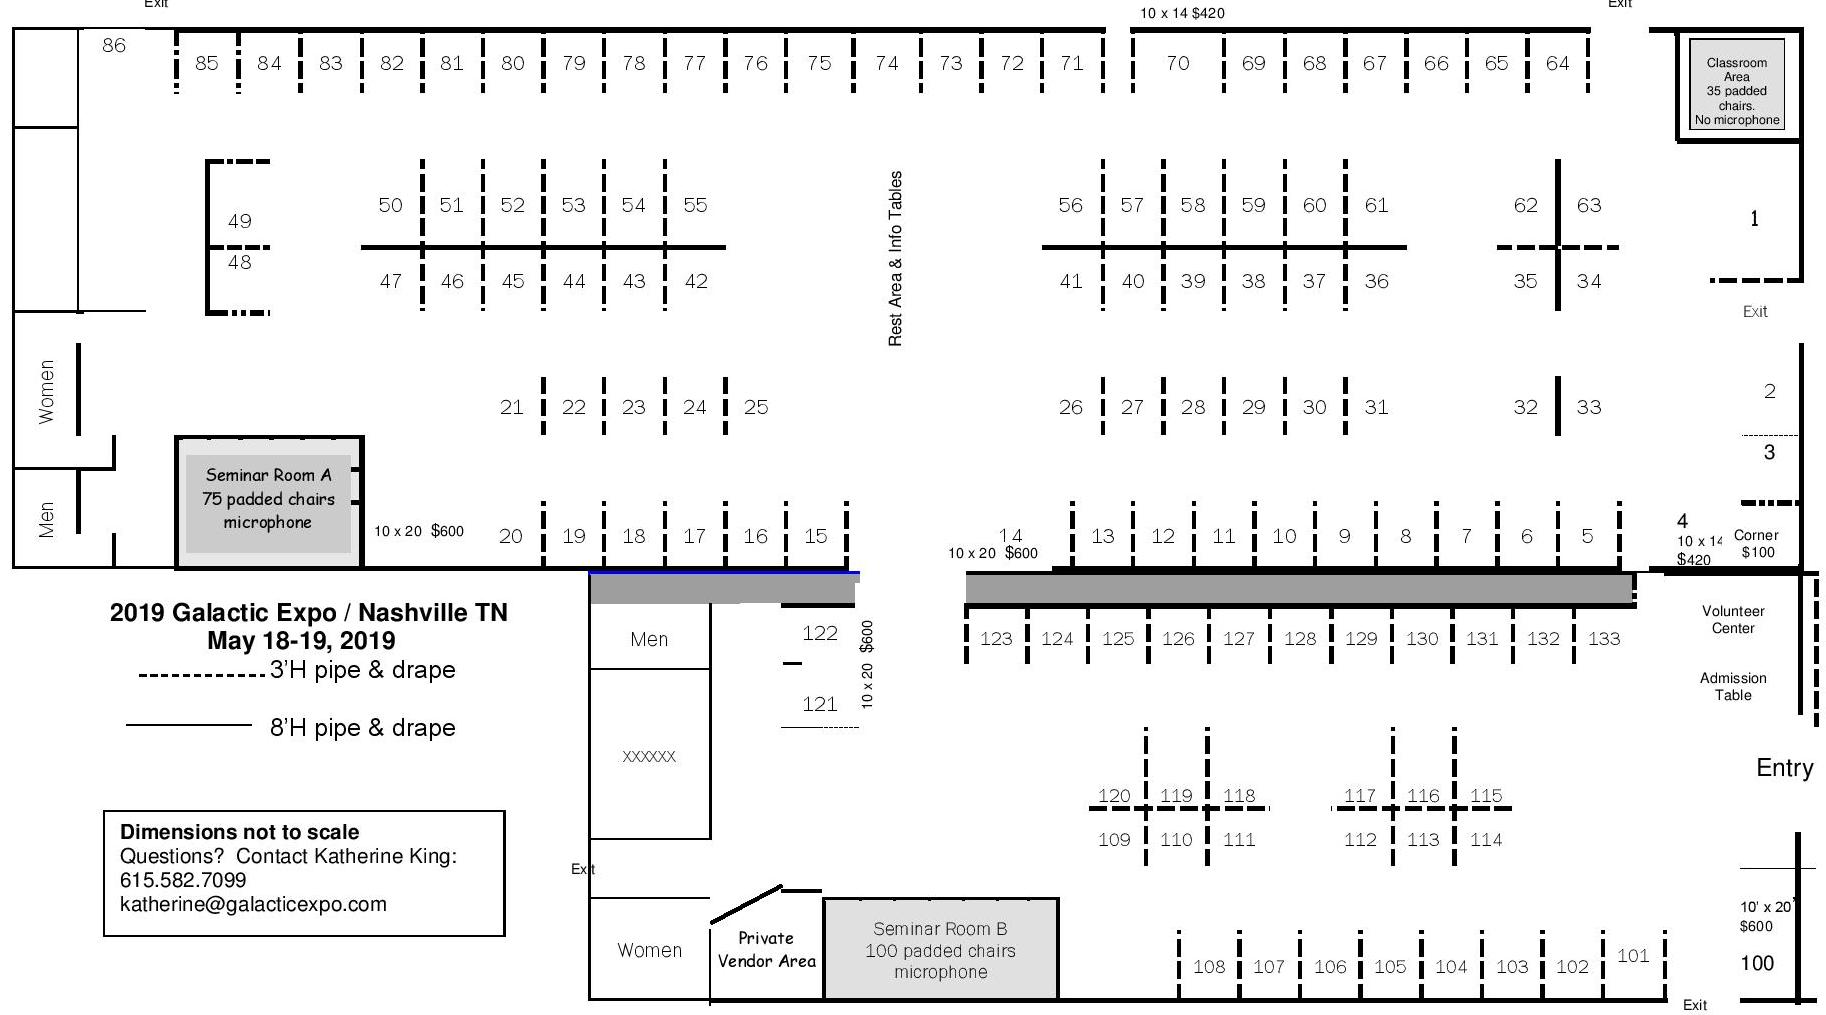 Exit
10 x 14 $420
Exit
86
85 84 83 82 81 80 79 78 77 76 75 74 73 72 71 70 69 68 67 66 65 64
Classroom
Area
35 padded
chairs.
No microphone
49
48
50 51 52 53 54 55
47 46 45 44 43 42
Rest Area & Info Tables
56 57 58 59 60 61
41 40 39 38 37 36
62 63
35 34
1
Exit
Women
21 22 23 24 25
26 27 28 29 30 31
32 33
2
3
Men
Seminar Room A
75 padded chairs
microphone
10 x 20 $600
20 19 18 17 16 15
14
10 x 20 $600
13 12 11 10 9 8 7 6 5
4
10 x 14
$420
Corner
$100
2019 Galactic Expo / Nashville TN
May 18-19, 2019
3'H pipe & drape
8'H pipe & drape
Men
122
121
10 x 20 $600
123 124 125 126 127 128 129 130 131 132 133
Volunteer
Center
Admission
Table
XXXXXX
Entry
120 119 118
109 110 111
117 116 115
112 113 114
Dimensions not to scale
Questions? Contact Katherine King:
615.582.7099
katherine@galacticexpo.com
Exit
Women
Private
Vendor Area
Seminar Room B
100 padded chairs
microphone
108 107 106 105 104 103 102 101
10' x 20'
$600
100
Exit